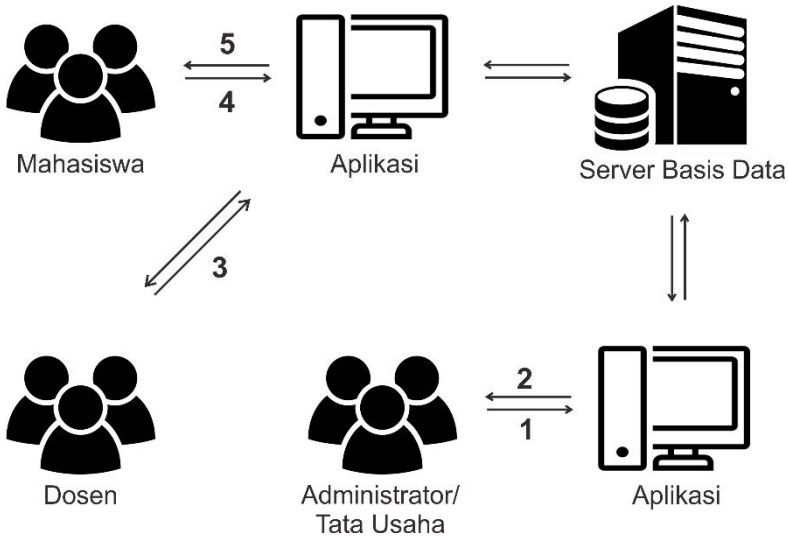 5
4
Mahasiswa
Aplikasi
Server Basis Data
3
2
1
Dosen
Administrator/
Tata Usaha
Aplikasi